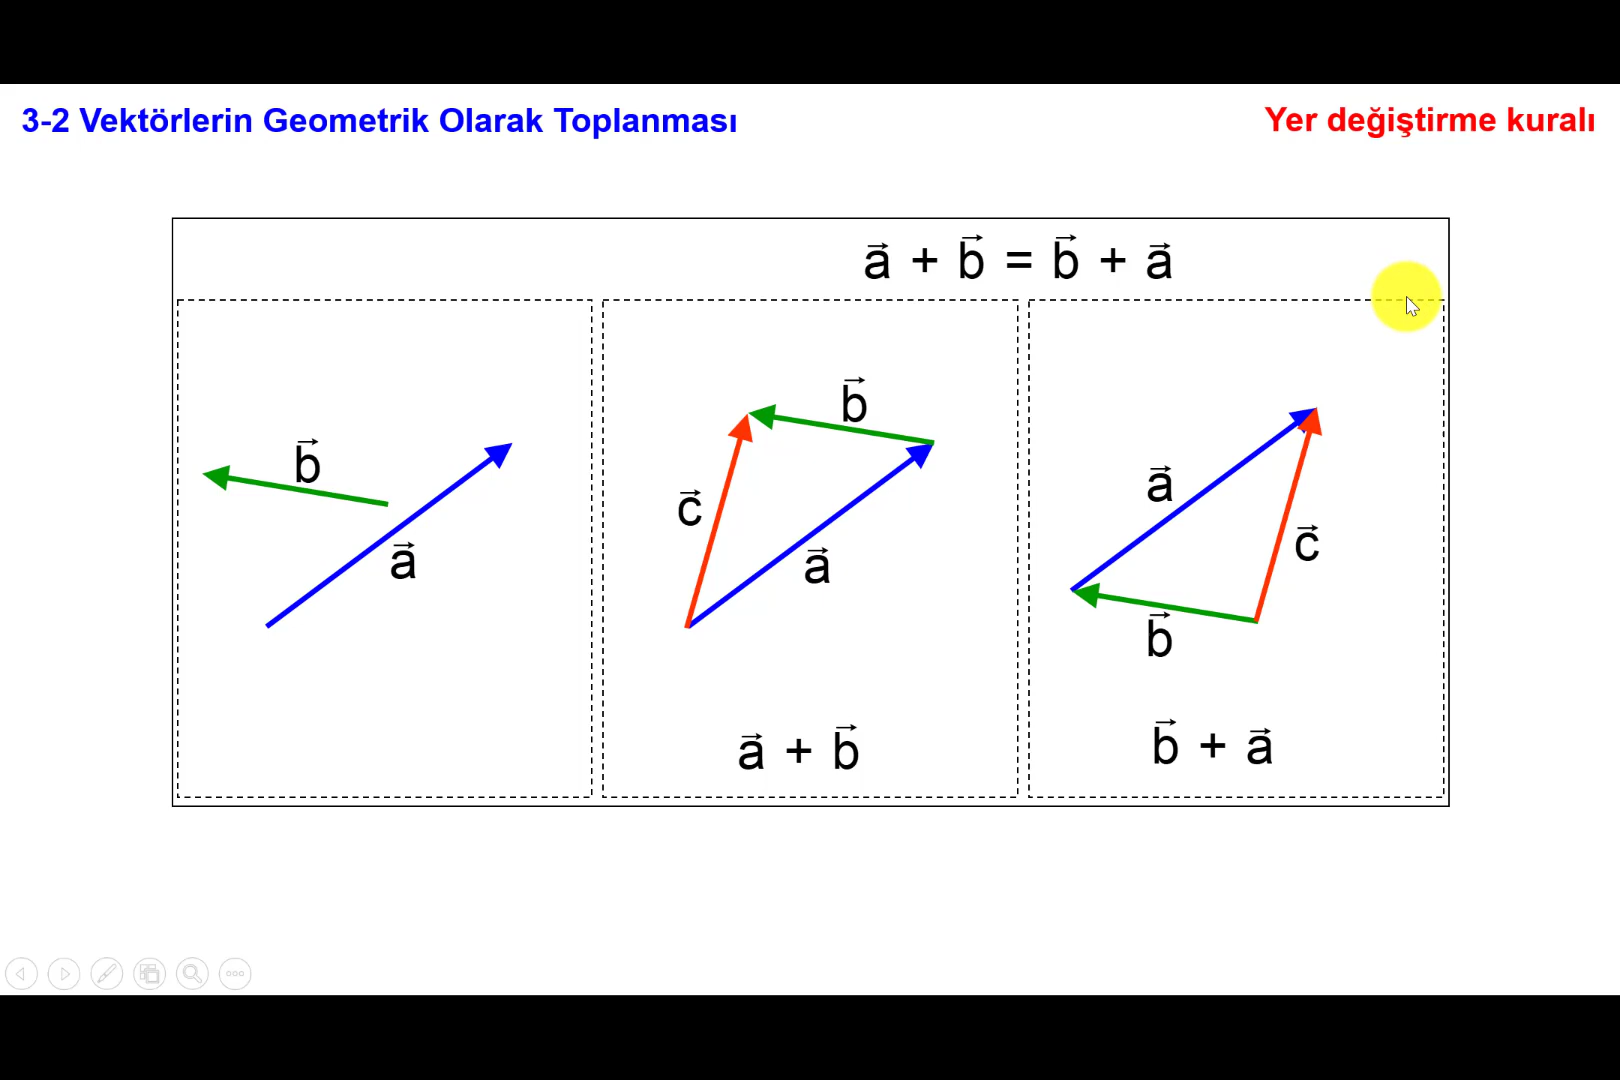 3-2 Vektörlerin Geometrik Olarak Toplanması
Yer değiştirme kuralı
a⃗ + b⃗ = b⃗ + a⃗
b⃗
a⃗
b⃗
c⃗
a⃗
a⃗ + b⃗
a⃗
c⃗
b⃗
b⃗ + a⃗